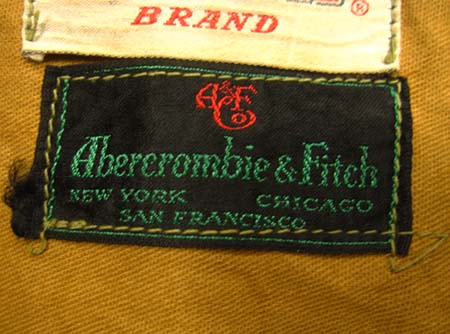 BRAND
A&F Co
Abercrombie & Fitch
NEW YORK CHICAGO
SAN FRANCISCO